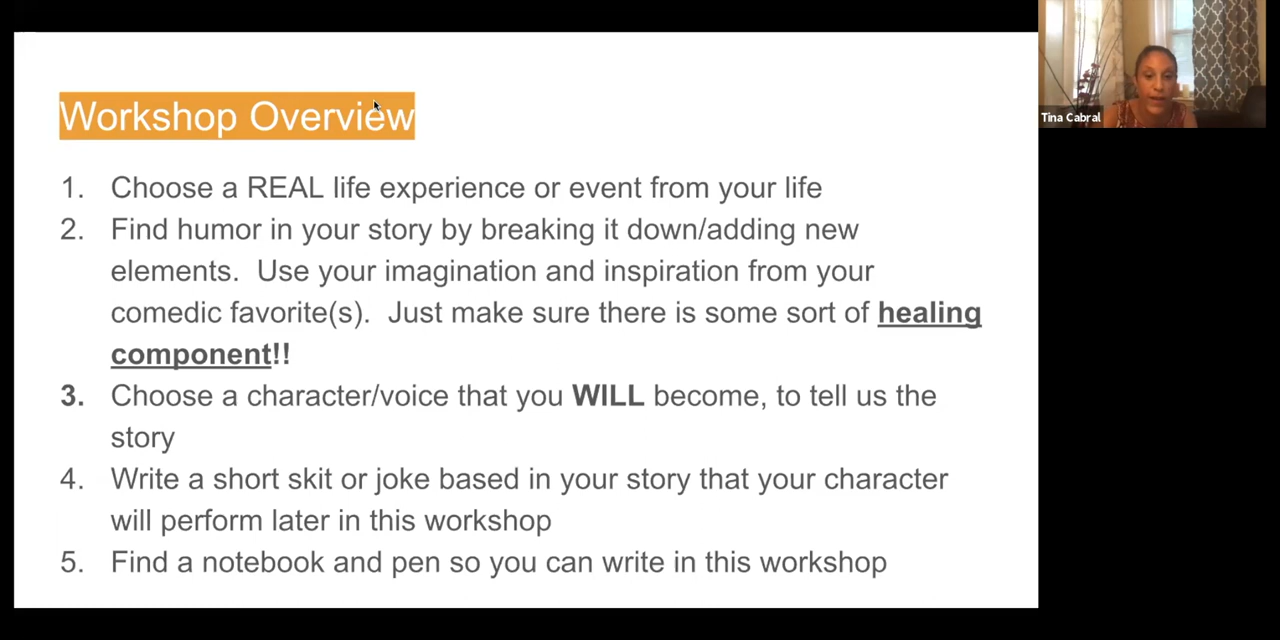 Workshop Overview
1. Choose a REAL life experience or event from your life
2. Find humor in your story by breaking it down/adding new
elements.  Use your imagination and inspiration from your
comedic favorite(s).  Just make sure there is some sort of healing
component!!
3. Choose a character/voice that you WILL become, to tell us the
story
4. Write a short skit or joke based in your story that your character
will perform later in this workshop
5. Find a notebook and pen so you can write in this workshop
Tina Cabral